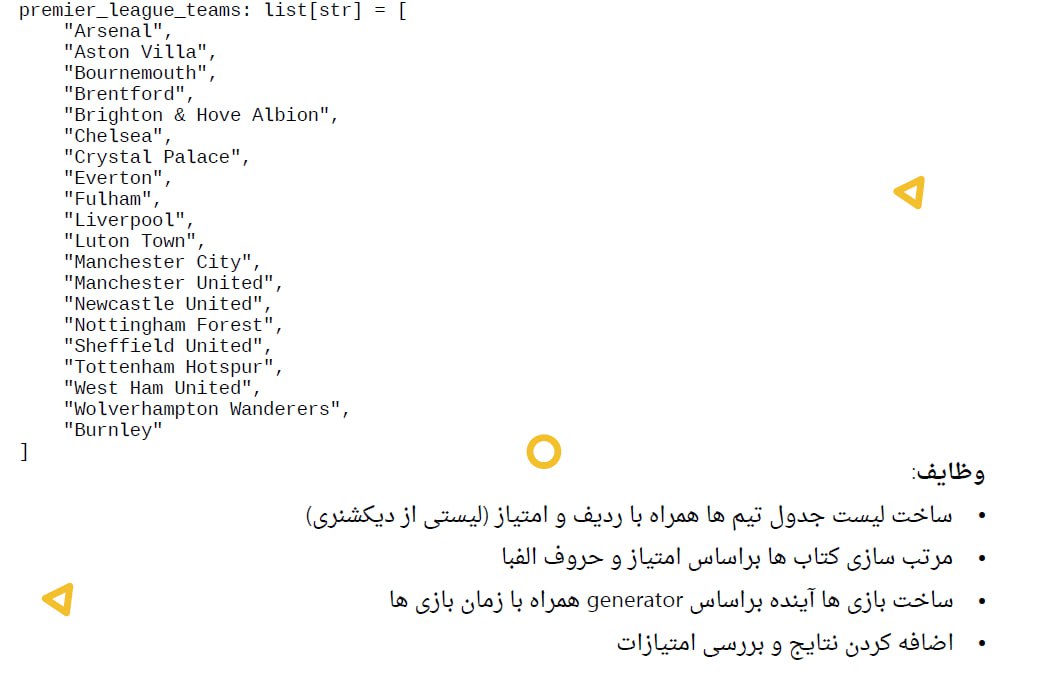 premier_league_teams: list[str] = [
    "Arsenal",
    "Aston Villa",
    "Bournemouth",
    "Brentford",
    "Brighton & Hove Albion",
    "Chelsea",
    "Crystal Palace",
    "Everton",
    "Fulham",
    "Liverpool",
    "Luton Town",
    "Manchester City",
    "Manchester United",
    "Newcastle United",
    "Nottingham Forest",
    "Sheffield United",
    "Tottenham Hotspur",
    "West Ham United",
    "Wolverhampton Wanderers",
    "Burnley"
]
وظایف:
• ساخت لیست جدول تیم ها همراه با ردیف و امتیاز (لیستی از دیکشنری)
• مرتب سازی کتاب ها براساس امتیاز و حروف الفبا
• ساخت بازی ها آینده براساس generator همراه با زمان بازی ها
• اضافه کردن نتایج و بررسی امتیازات